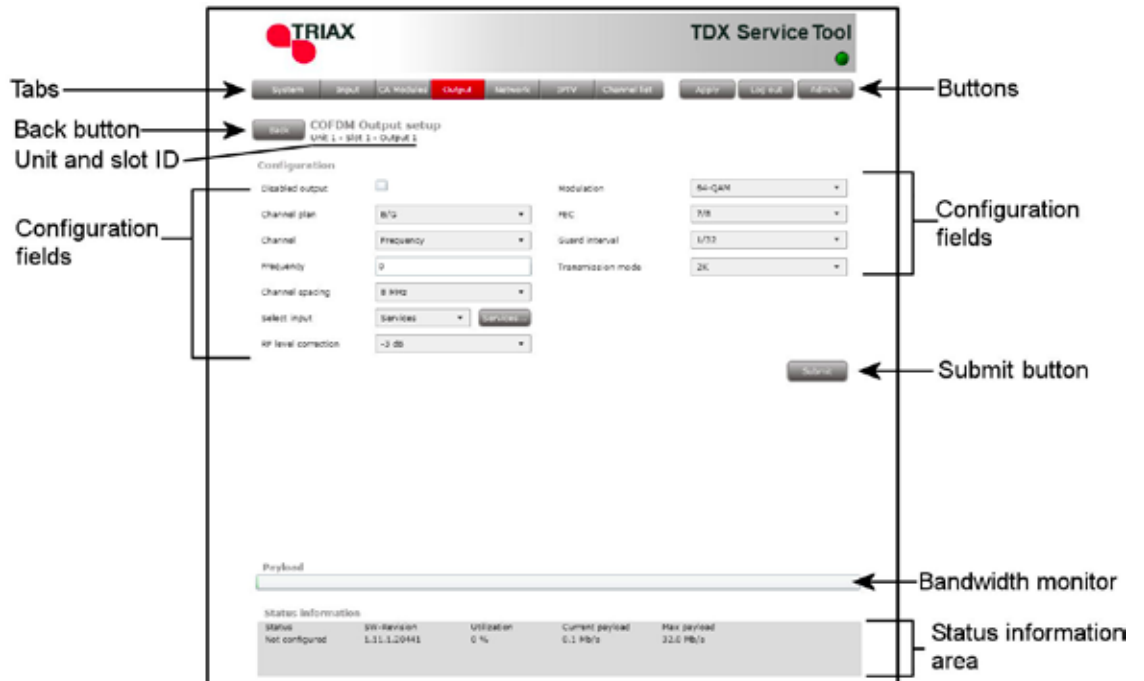 TRIAX
TDX Service Tool
Tabs
System Input CA Modules Output Network IPTV Channel list Apply Log out Admin.
Buttons
Back button
Back
COFDM Output setup
Unit 1 - Slot 1 - Output 1
Unit and slot ID
Configuration
Configuration fields
Disabled output
Channel plan B/G
Channel Frequency
Frequency 0
Channel spacing 8 MHz
Select input Services Services...
RF level correction -3 dB
Modulation 64-QAM
FEC 7/8
Guard interval 1/32
Transmission mode 2K
Configuration fields
Submit
Submit button
Payload
Bandwidth monitor
Status information
Status SW-Revision Utilization Current payload Max payload
Not configured 1.11.1.20441 0 % 0.1 Mb/s 32.0 Mb/s
Status information area